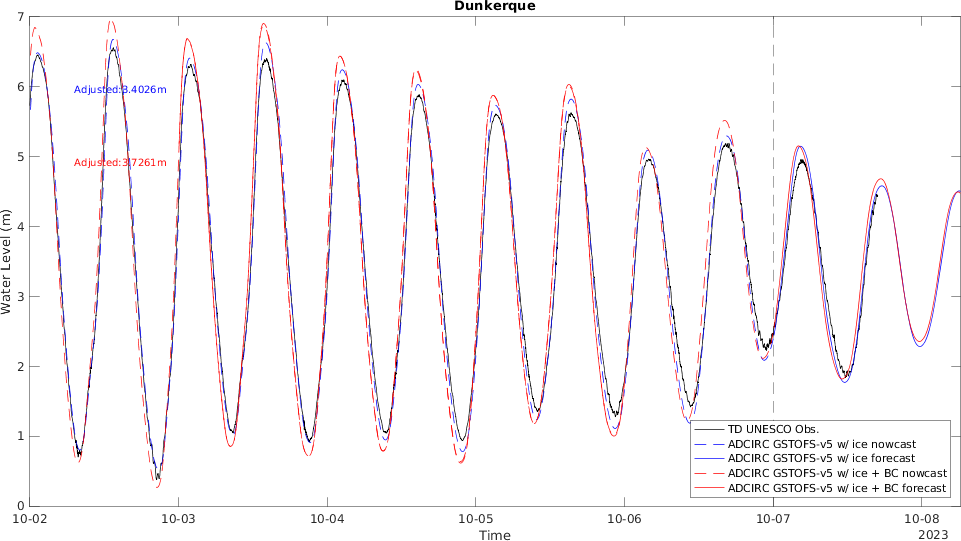 Dunkerque
7
6
5
4
3
2
1
0
Water Level (m)
Adjusted:3.4026m
Adjusted:3.7261m
TD UNESCO Obs.
ADCIRC GSTOFS-v5 w/ ice nowcast
ADCIRC GSTOFS-v5 w/ ice forecast
ADCIRC GSTOFS-v5 w/ ice + BC nowcast
ADCIRC GSTOFS-v5 w/ ice + BC forecast
10-02 10-03 10-04 10-05 10-06 10-07 10-08
Time 2023